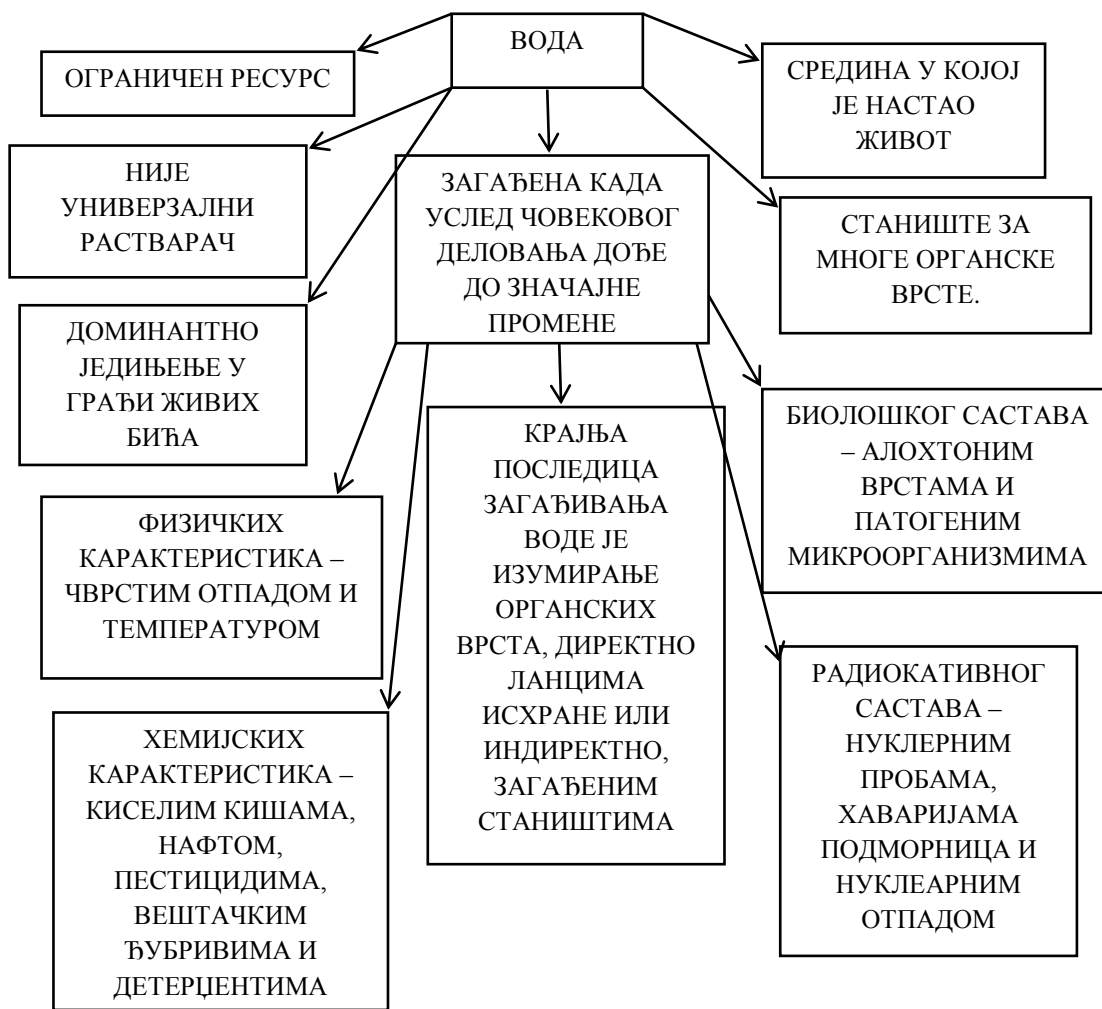 ВОДА
ОГРАНИЧЕН РЕСУРС
СРЕДИНА У КОЈОЈ
ЈЕ НАСТАО
ЖИВОТ
НИЈЕ
УНИВЕРЗАЛНИ
РАСТВАРАЧ
ЗАГАЂЕНА КАДА
УСЛЕД ЧОВЕКОВОГ
ДЕЛОВАЊА ДОЂЕ
ДО ЗНАЧАЈНЕ
ПРОМЕНЕ
СТАНИШТЕ ЗА
МНОГЕ ОРГАНСКЕ
ВРСТЕ.
ДОМИНАНТНО
ЈЕДИЊЕЊЕ У
ГРАЂИ ЖИВИХ
БИЋА
БИОЛОШКОГ САСТАВА
– АЛОХТОНИМ
ВРСТАМА И
ПАТОГЕНИМ
МИКРООРГАНИЗМИМА
КРАЈЊА
ПОСЛЕДИЦА
ЗАГАЂИВАЊА
ВОДЕ ЈЕ
ИЗУМИРАЊЕ
ОРГАНСКИХ
ВРСТА, ДИРЕКТНО
ЛАНЦИМА
ИСХРАНЕ ИЛИ
ИНДИРЕКТНО,
ЗАГАЂЕНИМ
СТАНИШТИМА
ФИЗИЧКИХ
КАРАКТЕРИСТИКА –
ЧВРСТИМ ОТПАДОМ И
ТЕМПЕРАТУРОМ
РАДИОКАТИВНОГ
САСТАВА –
НУКЛЕРНИМ
ПРОБАМА,
ХАВАРИЈАМА
ПОДМОРНИЦА И
НУКЛЕАРНИМ
ОТПАДОМ
ХЕМИЈСКИХ
КАРАКТЕРИСТИКА –
КИСЕЛИМ КИШАМА,
НАФТОМ,
ПЕСТИЦИДИМА,
ВЕШТАЧКИМ
ЂУБРИВИМА И
ДЕТЕРЏЕНТИМА